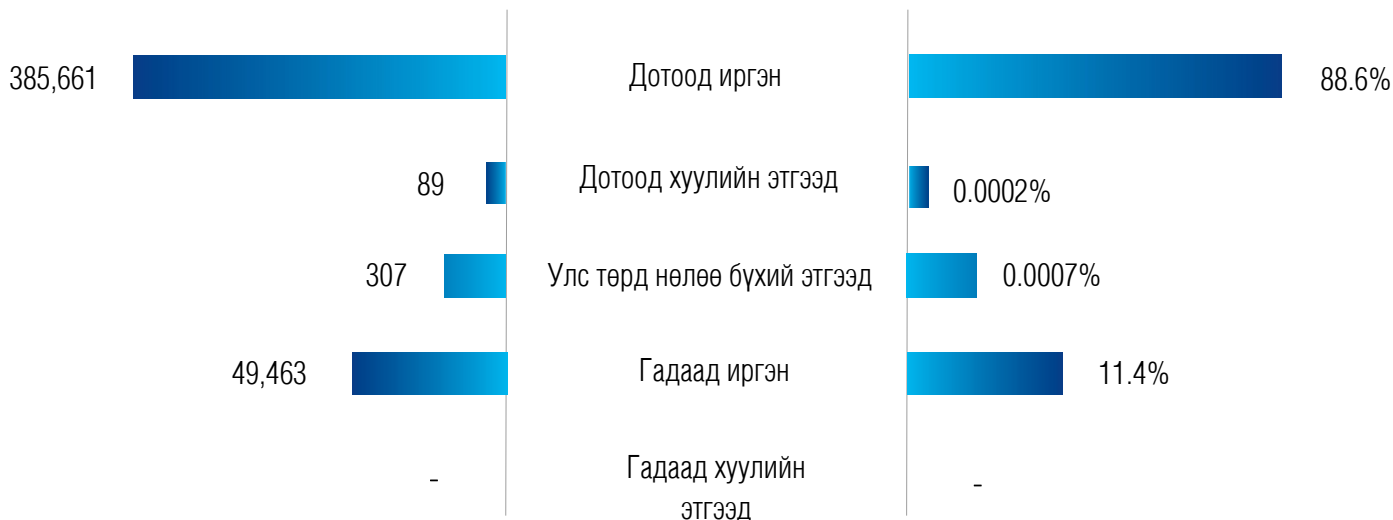 385,661 Дотоод иргэн 88.6%
89 Дотоод хуулийн этгээд 0.0002%
307 Улс төрд нөлөө бүхий этгээд 0.0007%
49,463 Гадаад иргэн 11.4%
- Гадаад хуулийн -
этгээд